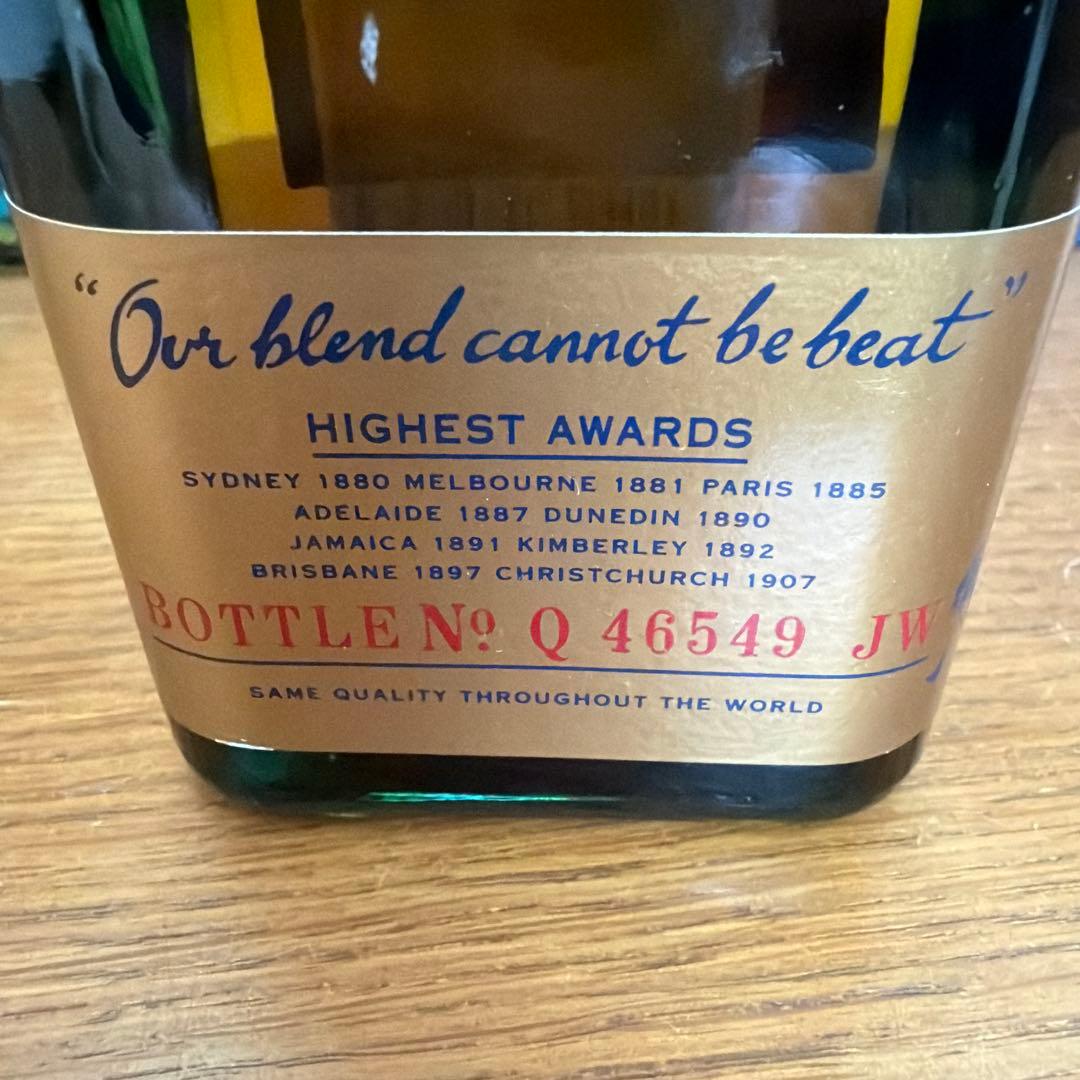 “Our blend cannot be beat”
HIGHEST AWARDS
SYDNEY 1880 MELBOURNE 1881 PARIS 1885
ADELAIDE 1887 DUNEDIN 1890
JAMAICA 1891 KIMBERLEY 1892
BRISBANE 1897 CHRISTCHURCH 1907
BOTTLE Nº Q 46549 JW
SAME QUALITY THROUGHOUT THE WORLD